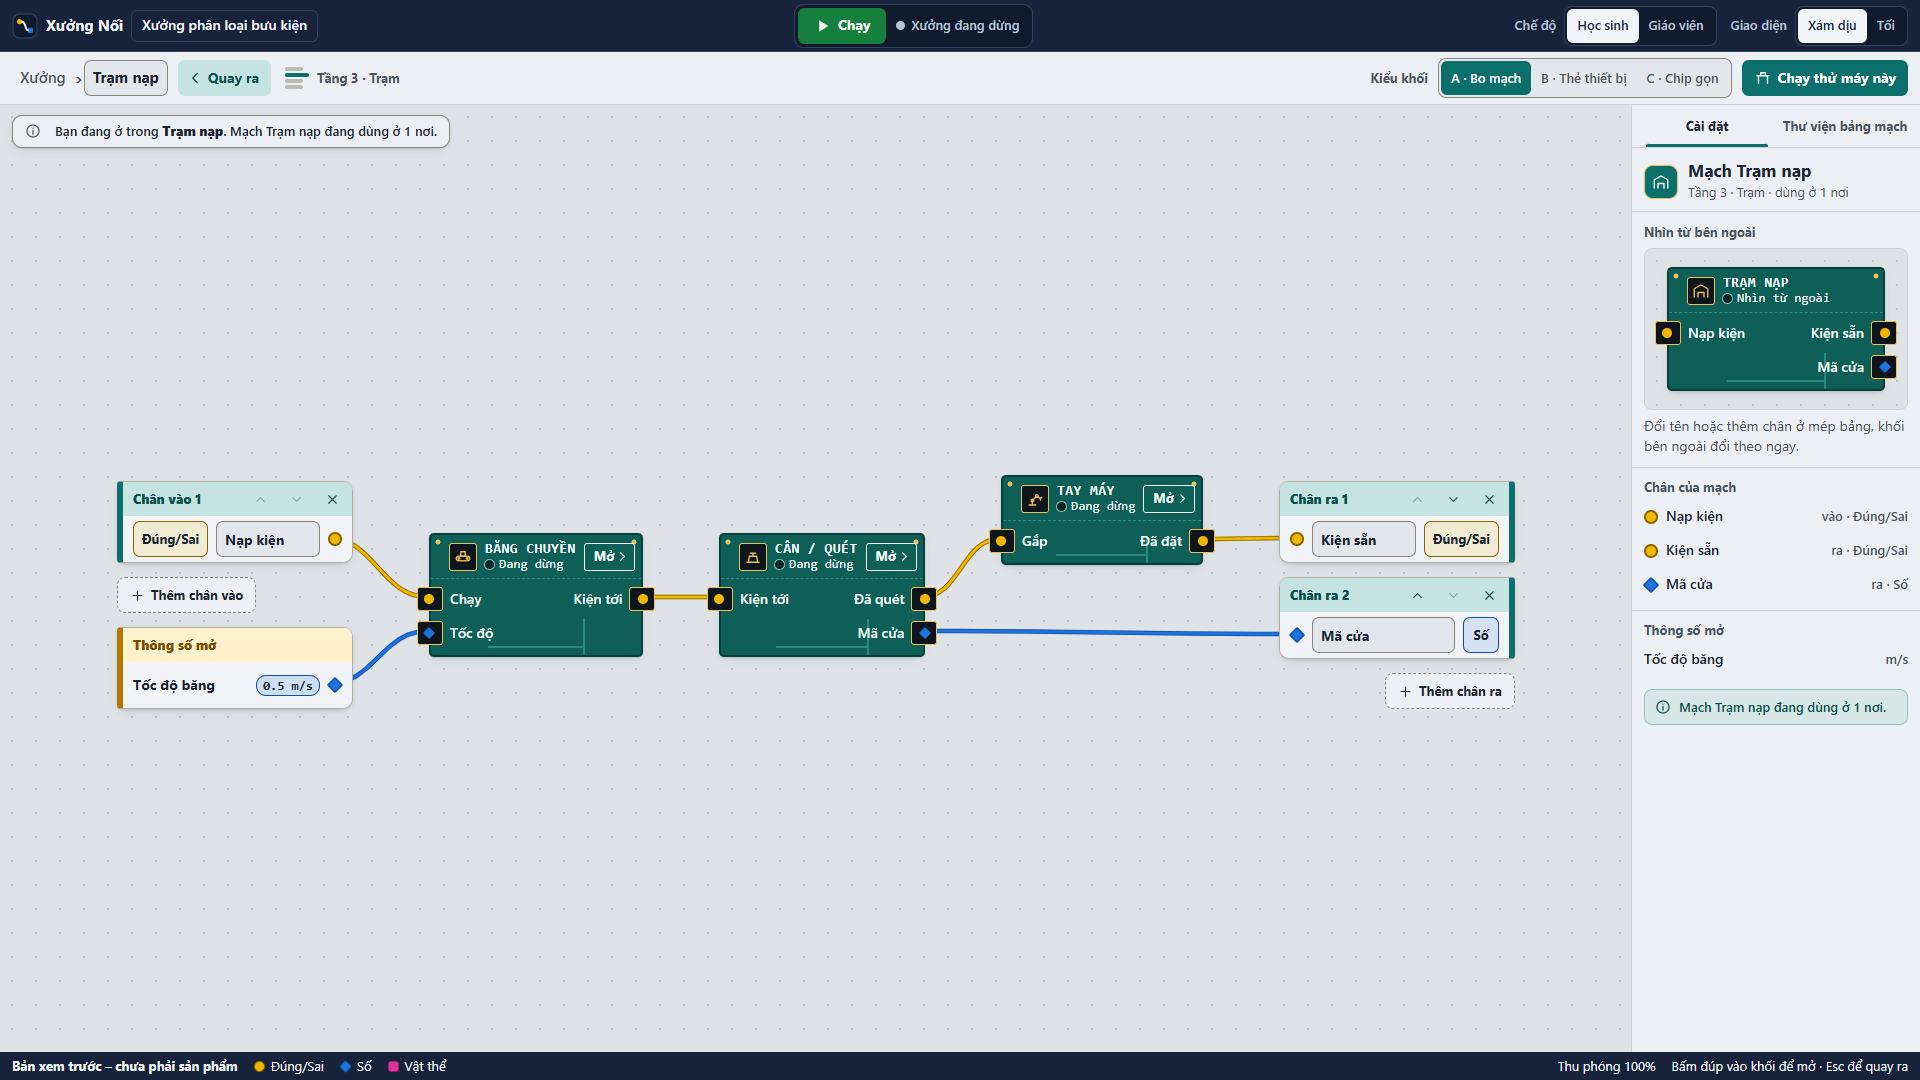 Xưởng Nối
Xưởng phân loại bưu kiện
Chạy
Xưởng đang dừng
Chế độ
Học sinh
Giáo viên
Giao diện
Xám dịu
Tối
Xưởng › Trạm nạp
Quay ra
Tầng 3 · Trạm
Kiểu khối
A · Bo mạch
B · Thẻ thiết bị
C · Chip gọn
Chạy thử máy này
Bạn đang ở trong Trạm nạp. Mạch Trạm nạp đang dùng ở 1 nơi.
Chân vào 1
Đúng/Sai
Nạp kiện
+ Thêm chân vào
Thông số mở
Tốc độ băng
0.5 m/s
BĂNG CHUYỀN
Đang dừng
Mở
Chạy
Kiện tới
Tốc độ
CÂN / QUÉT
Đang dừng
Mở
Kiện tới
Đã quét
Mã cửa
TAY MÁY
Đang dừng
Mở
Gắp
Đã đặt
Chân ra 1
Kiện sẵn
Đúng/Sai
Chân ra 2
Mã cửa
Số
+ Thêm chân ra
Cài đặt
Thư viện bảng mạch
Mạch Trạm nạp
Tầng 3 · Trạm · dùng ở 1 nơi
Nhìn từ bên ngoài
TRẠM NẠP
Nhìn từ ngoài
Nạp kiện
Kiện sẵn
Mã cửa
Đổi tên hoặc thêm chân ở mép bảng, khối
bên ngoài đổi theo ngay.
Chân của mạch
Nạp kiện
vào · Đúng/Sai
Kiện sẵn
ra · Đúng/Sai
Mã cửa
ra · Số
Thông số mở
Tốc độ băng
m/s
Mạch Trạm nạp đang dùng ở 1 nơi.
Bản xem trước – chưa phải sản phẩm
Đúng/Sai
Số
Vật thể
Thu phóng 100%
Bấm đúp vào khối để mở · Esc để quay ra